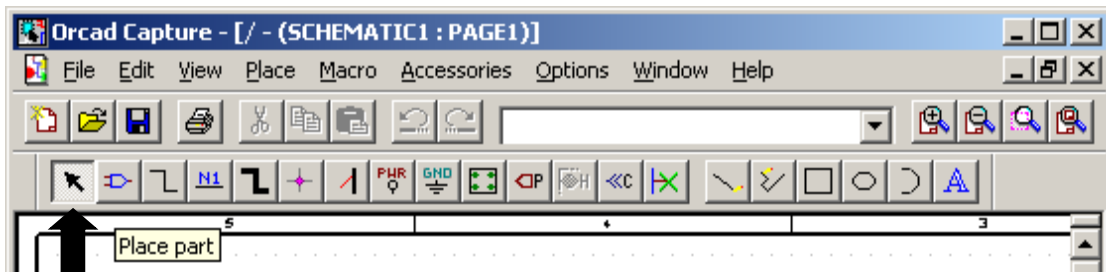 Orcad Capture - [/ - (SCHEMATIC1 : PAGE1)]
File Edit View Place Macro Accessories Options Window Help
N1 PWR GND P H C A
5 4 3
Place part